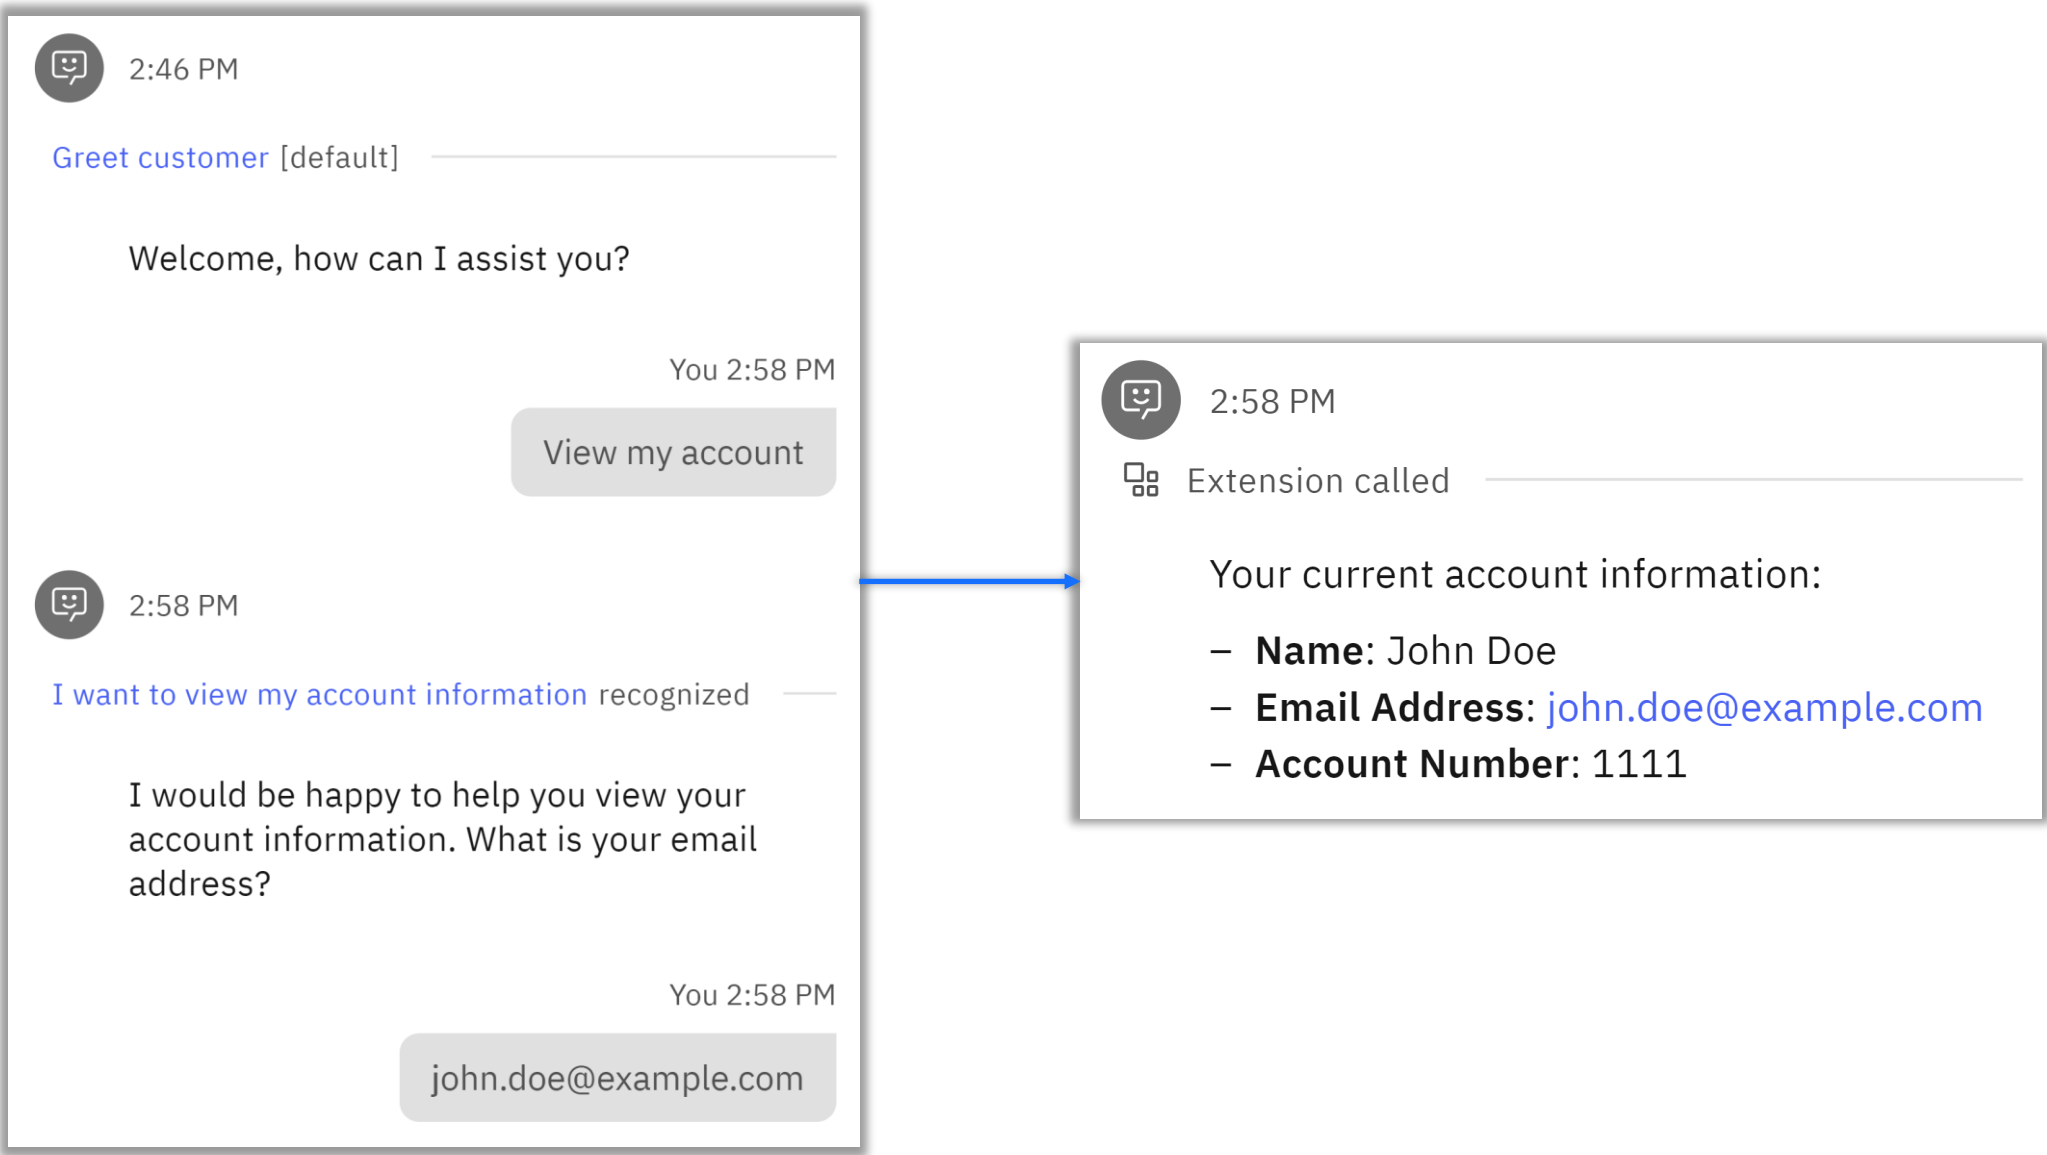 2:46 PM
Greet customer [default]
Welcome, how can I assist you?
You 2:58 PM
View my account
2:58 PM
I want to view my account information recognized
I would be happy to help you view your
account information. What is your email
address?
You 2:58 PM
john.doe@example.com
2:58 PM
Extension called
Your current account information:
– Name: John Doe
– Email Address: john.doe@example.com
– Account Number: 1111